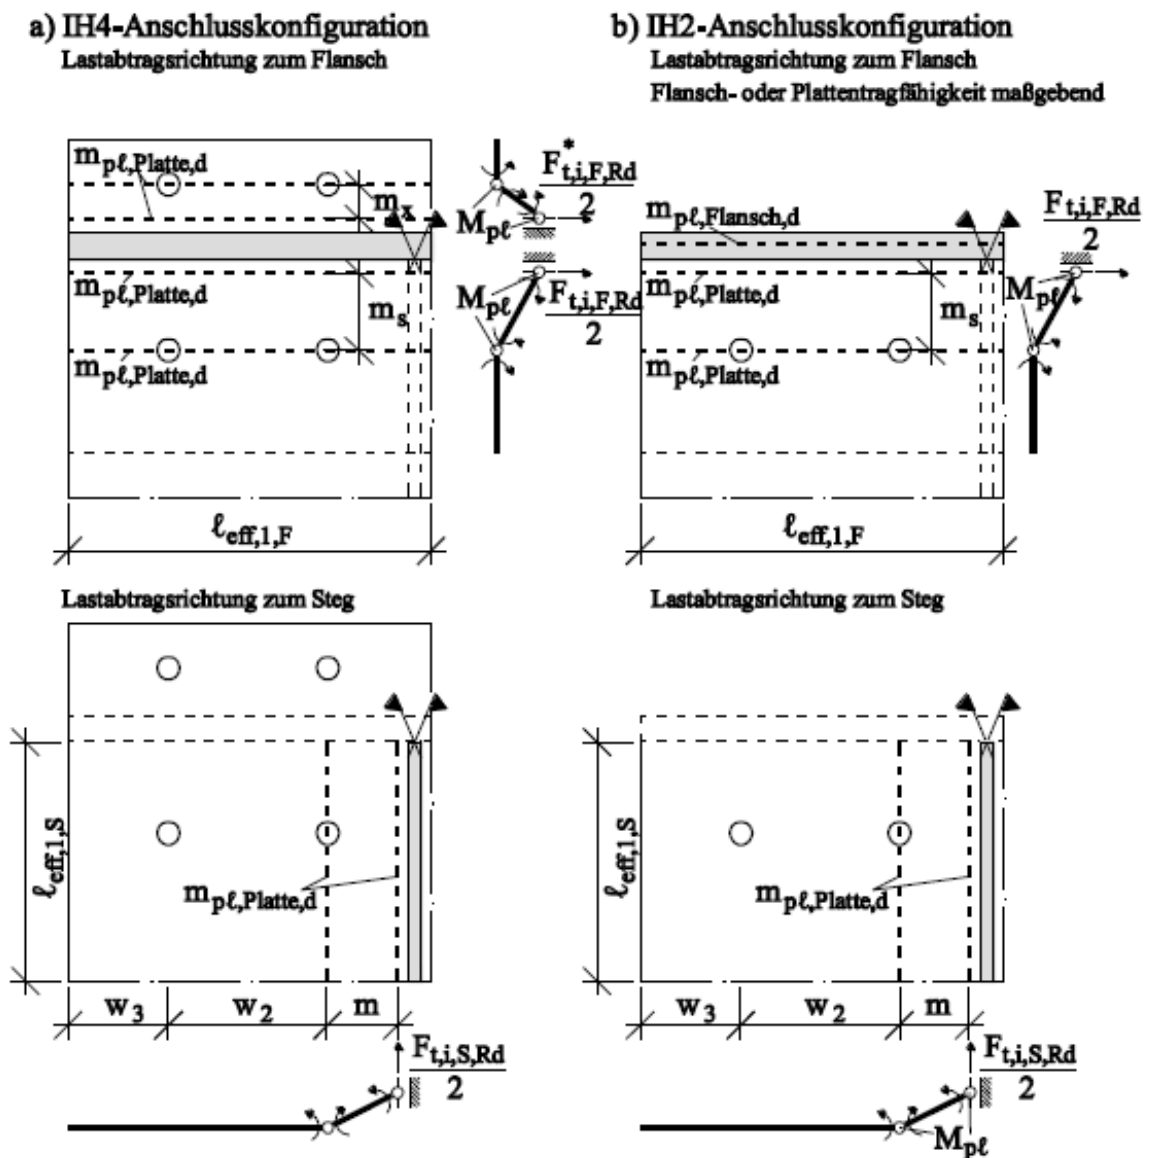 a) IH4-Anschlusskonfiguration
Lastabtragsrichtung zum Flansch
m_pℓ,Platte,d
m_x
F*_t,i,F,Rd
2
M_pℓ
m_pℓ,Platte,d
m_s
M_pℓ
F_t,i,F,Rd
2
m_pℓ,Platte,d
ℓ_eff,1,F
b) IH2-Anschlusskonfiguration
Lastabtragsrichtung zum Flansch
Flansch- oder Plattentragfähigkeit maßgebend
m_pℓ,Flansch,d
F_t,i,F,Rd
2
m_pℓ,Platte,d
m_s
M_pℓ
m_pℓ,Platte,d
ℓ_eff,1,F
Lastabtragsrichtung zum Steg
ℓ_eff,1,S
m_pℓ,Platte,d
w_3
w_2
m
F_t,i,S,Rd
2
Lastabtragsrichtung zum Steg
ℓ_eff,1,S
m_pℓ,Platte,d
w_3
w_2
m
F_t,i,S,Rd
2
M_pℓ